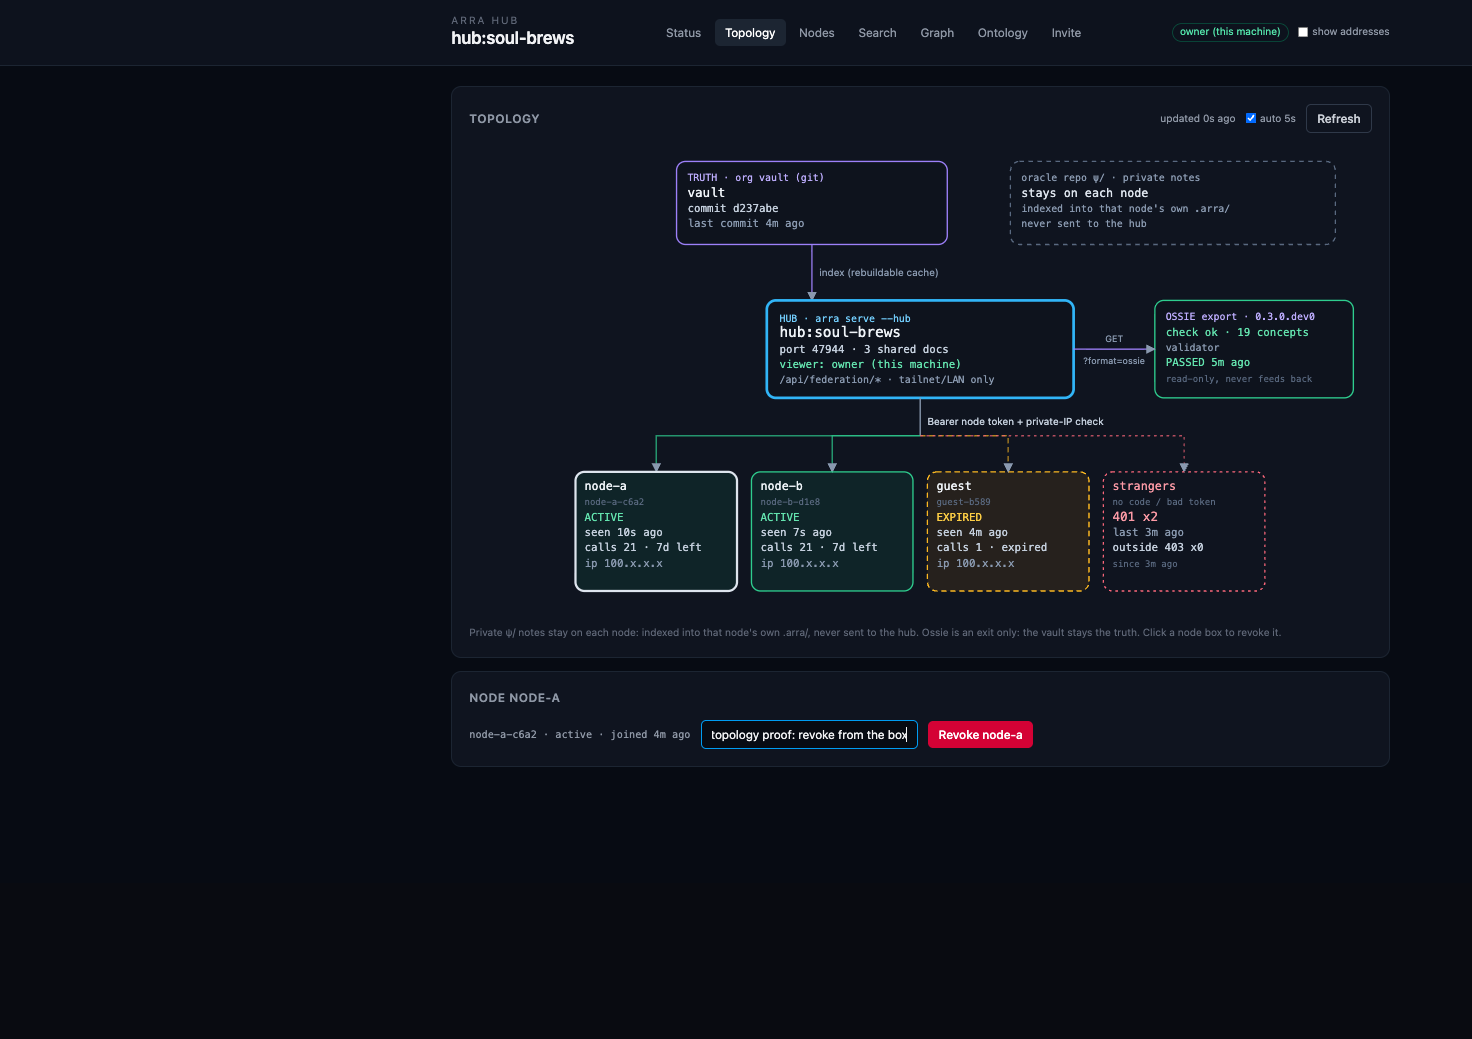 ARRA HUB
hub:soul-brews
Status
Topology
Nodes
Search
Graph
Ontology
Invite
owner (this machine)
show addresses
TOPOLOGY
updated 0s ago
auto 5s
Refresh
TRUTH · org vault (git)
vault
commit d237abe
last commit 4m ago
oracle repo ψ/ · private notes
stays on each node
indexed into that node's own .arra/
never sent to the hub
index (rebuildable cache)
HUB · arra serve --hub
hub:soul-brews
port 47944 · 3 shared docs
viewer: owner (this machine)
/api/federation/* · tailnet/LAN only
GET
?format=ossie
OSSIE export · 0.3.0.dev0
check ok · 19 concepts
validator
PASSED 5m ago
read-only, never feeds back
Bearer node token + private-IP check
node-a
node-a-c6a2
ACTIVE
seen 10s ago
calls 21 · 7d left
ip 100.x.x.x
node-b
node-b-d1e8
ACTIVE
seen 7s ago
calls 21 · 7d left
ip 100.x.x.x
guest
guest-b589
EXPIRED
seen 4m ago
calls 1 · expired
ip 100.x.x.x
strangers
no code / bad token
401 x2
last 3m ago
outside 403 x0
since 3m ago
Private ψ/ notes stay on each node: indexed into that node's own .arra/, never sent to the hub. Ossie is an exit only: the vault stays the truth. Click a node box to revoke it.
NODE NODE-A
node-a-c6a2 · active · joined 4m ago
topology proof: revoke from the box
Revoke node-a